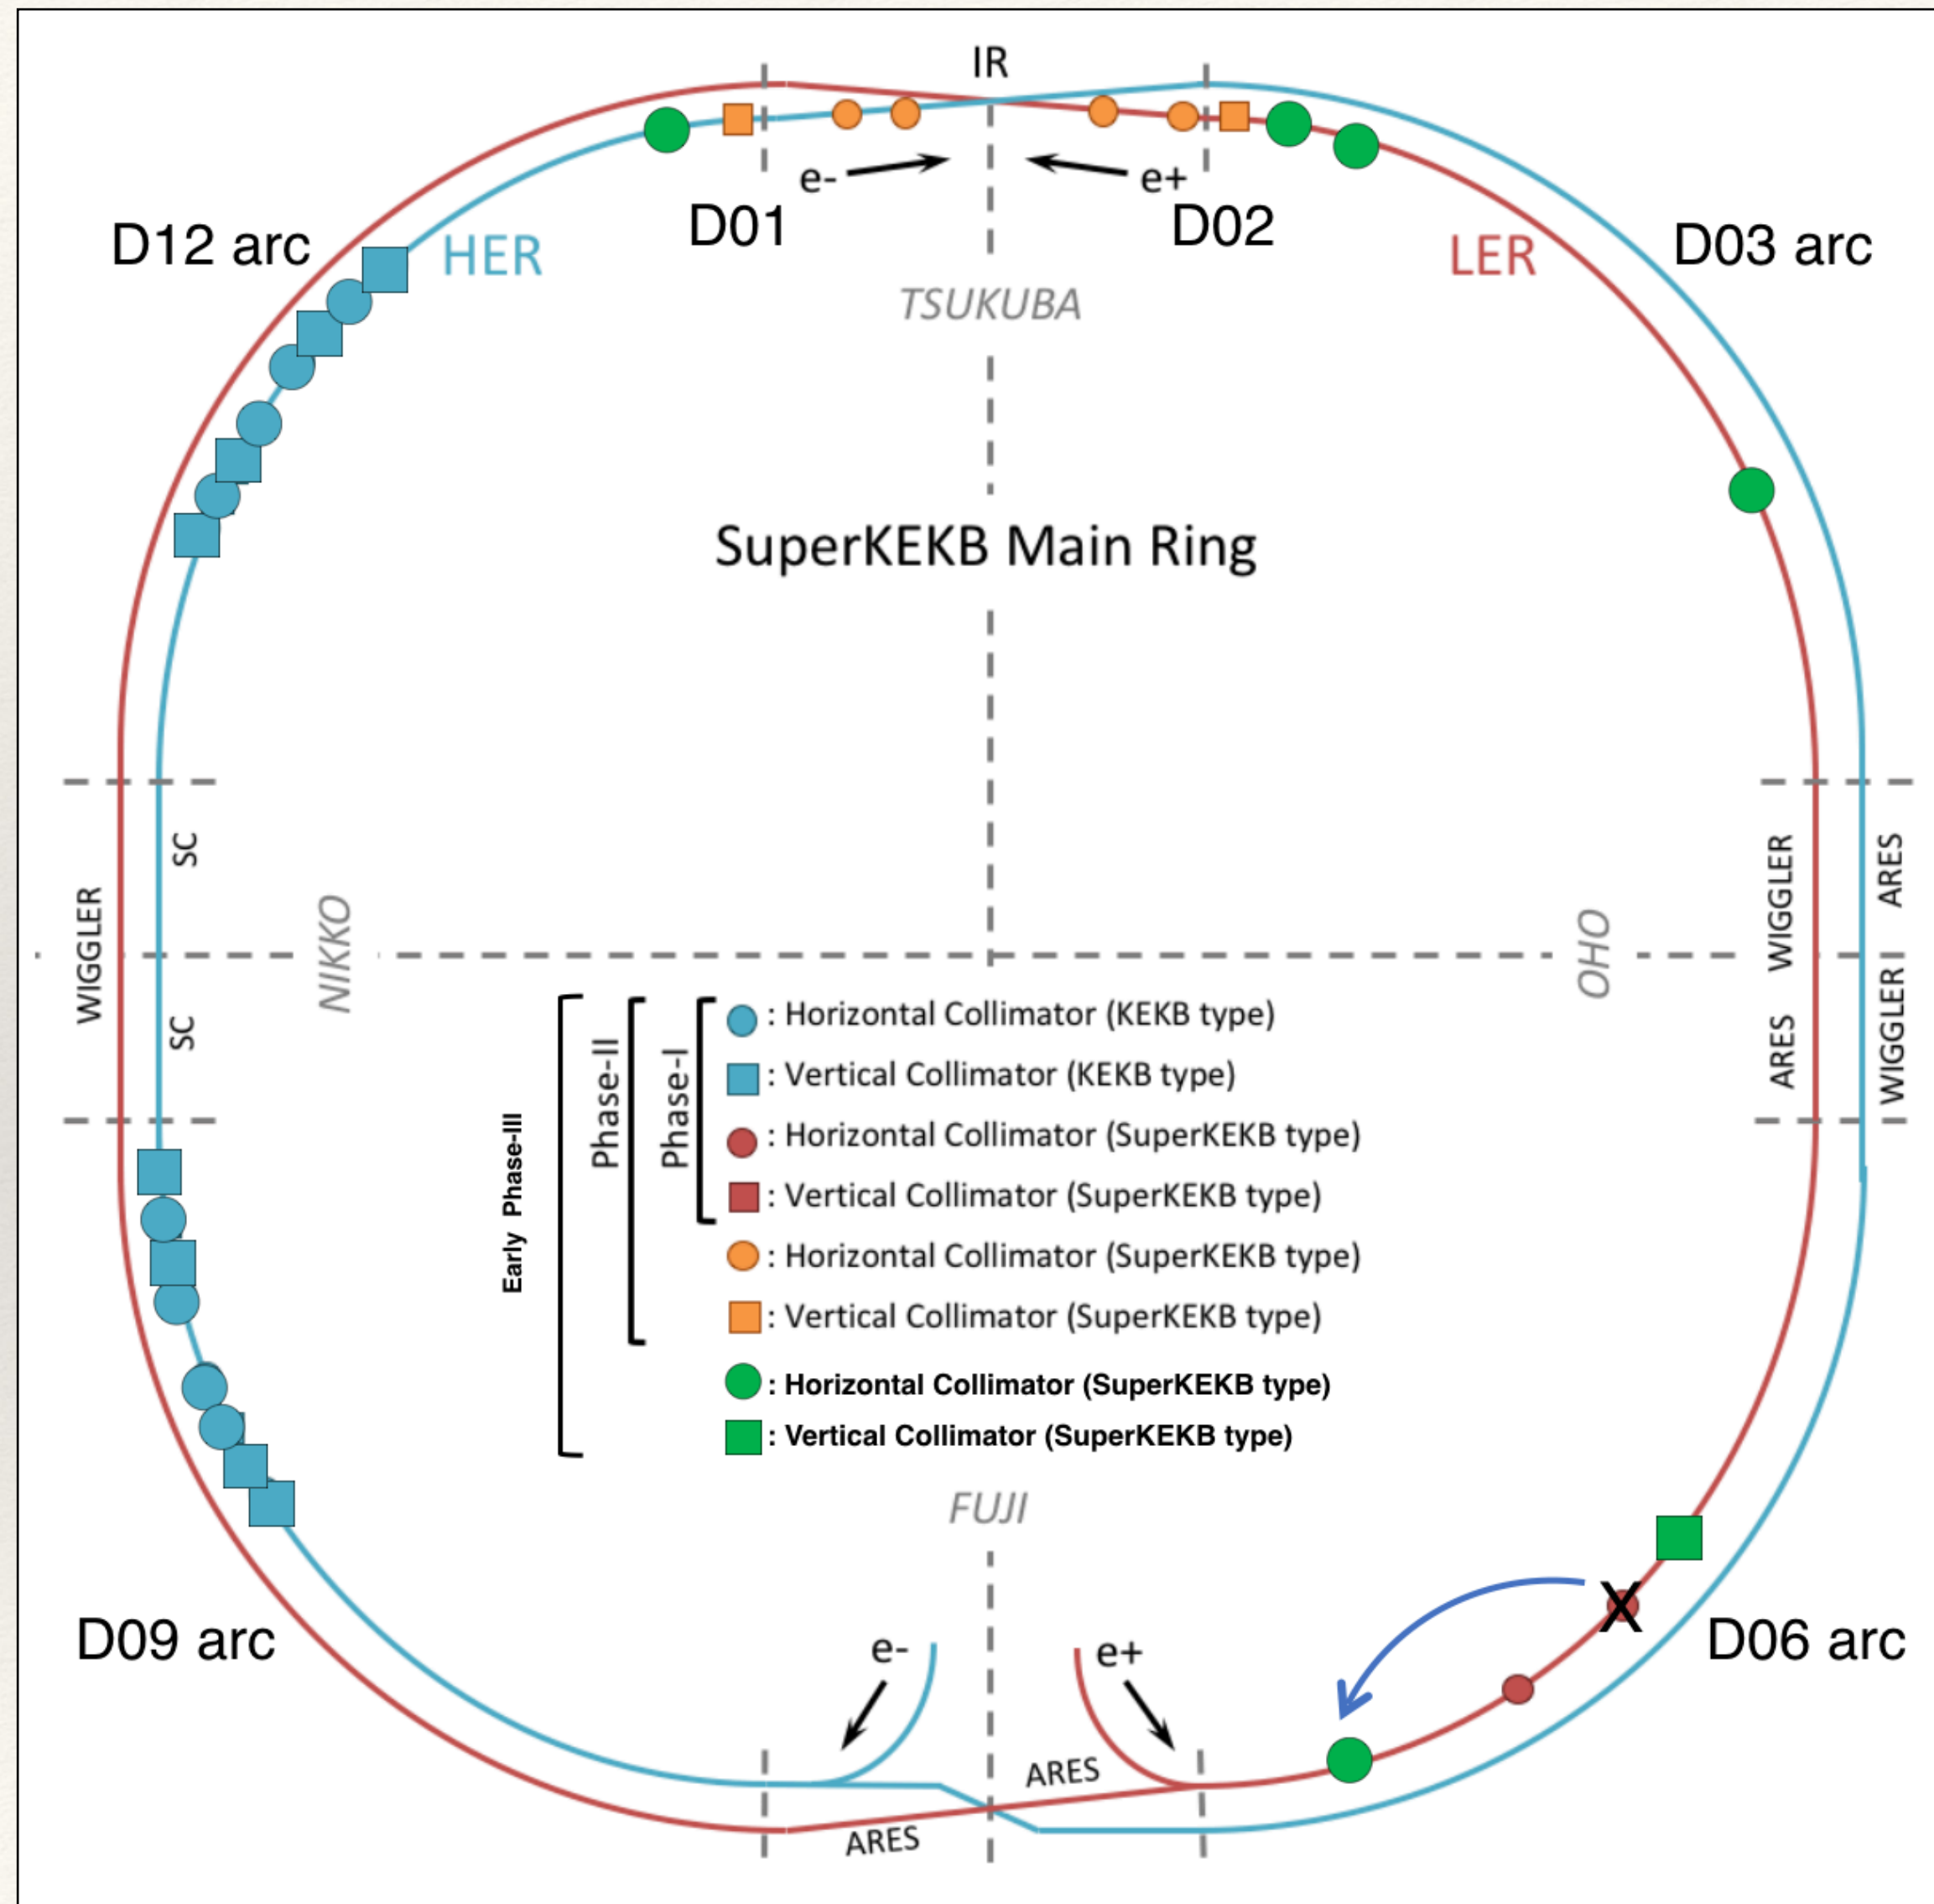 IR
e-
e+
D01
D02
D12 arc
HER
LER
D03 arc
TSUKUBA
SuperKEKB Main Ring
SC
WIGGLER
ARES
WIGGLER
NIKKO
OHO
SC
ARES
WIGGLER
Early Phase-III
Phase-II
Phase-I
: Horizontal Collimator (KEKB type)
: Vertical Collimator (KEKB type)
: Horizontal Collimator (SuperKEKB type)
: Vertical Collimator (SuperKEKB type)
: Horizontal Collimator (SuperKEKB type)
: Vertical Collimator (SuperKEKB type)
: Horizontal Collimator (SuperKEKB type)
: Vertical Collimator (SuperKEKB type)
FUJI
X
D09 arc
e-
e+
D06 arc
ARES
ARES